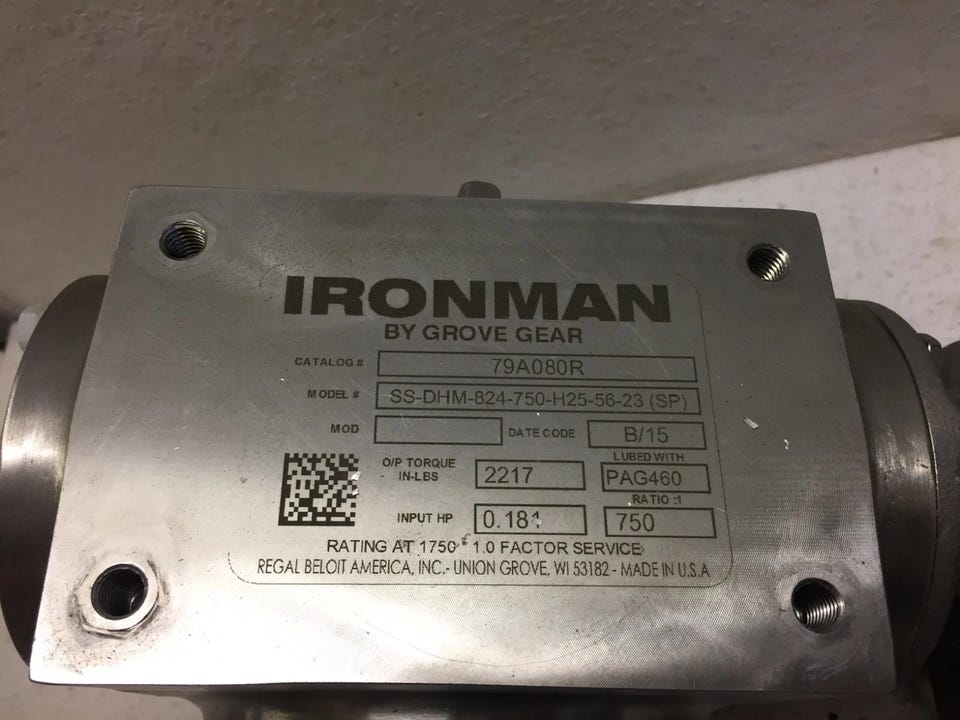 IRONMAN
BY GROVE GEAR
CATALOG # 79A080R
MODEL # SS-DHM-824-750-H25-56-23 (SP)
MOD DATE CODE B/15
O/P TORQUE IN-LBS 2217 LUBED WITH PAG460
INPUT HP 0.181 RATIO :1 750
RATING AT 1750 * 1.0 FACTOR SERVICE
REGAL BELOIT AMERICA, INC.- UNION GROVE, WI 53182 - MADE IN U.S.A